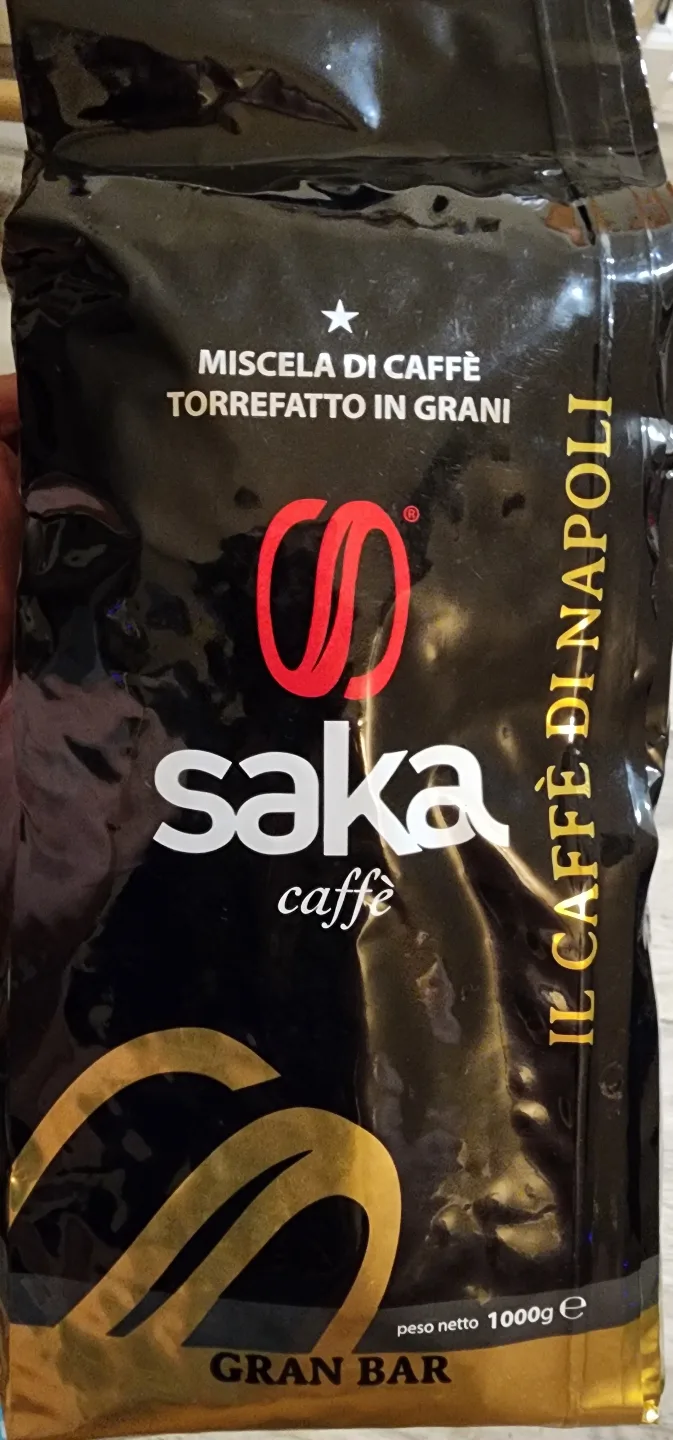 MISCELA DI CAFFÈ
TORREFATTO IN GRANI
®
saka
caffè
IL CAFFÈ DI NAPOLI
peso netto 1000g ℮
GRAN BAR